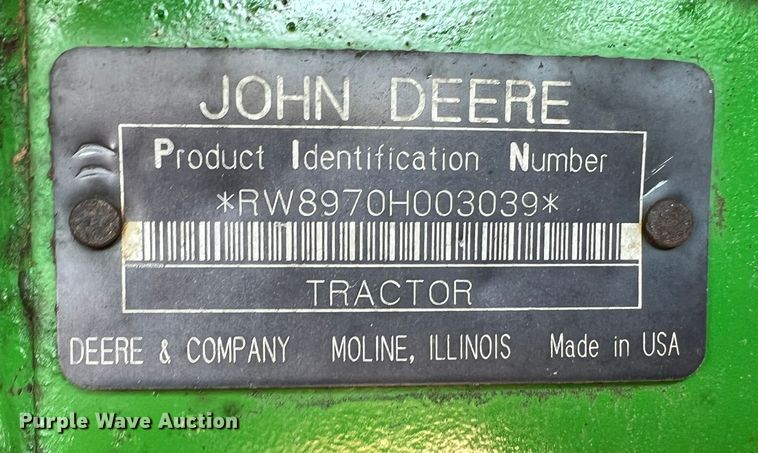 JOHN DEERE
Product Identification Number
*RW8970H003039*
TRACTOR
DEERE & COMPANY MOLINE, ILLINOIS Made in USA
Purple Wave Auction